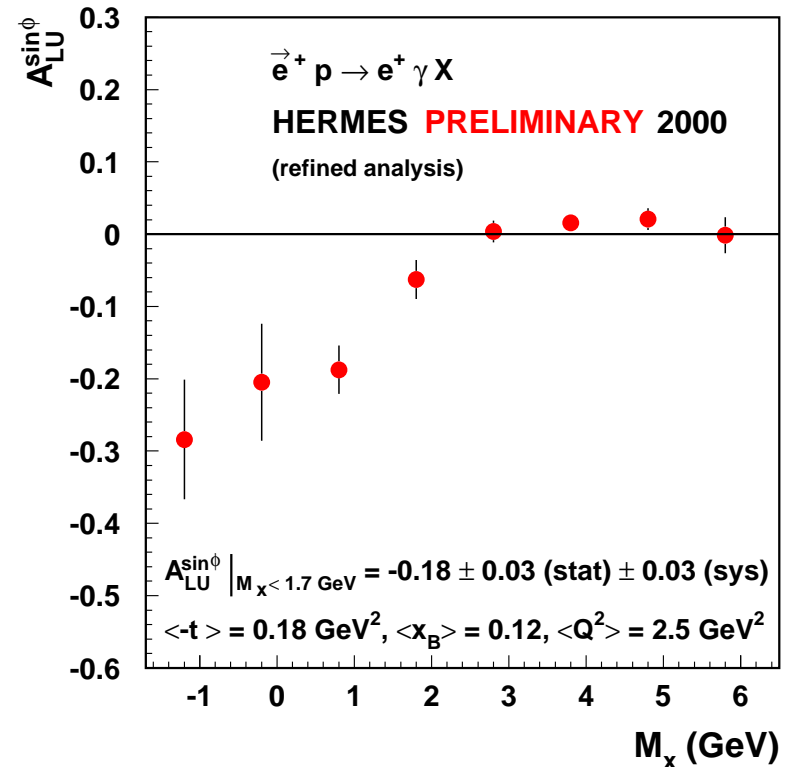 A_LU^sinϕ
0.3
0.2
0.1
0
-0.1
-0.2
-0.3
-0.4
-0.5
-0.6
e⃗⁺ p → e⁺ γ X
HERMES PRELIMINARY 2000
(refined analysis)
A_LU^sinϕ |_M_x < 1.7 GeV = -0.18 ± 0.03 (stat) ± 0.03 (sys)
<-t > = 0.18 GeV², <x_B> = 0.12, <Q²> = 2.5 GeV²
-1 0 1 2 3 4 5 6
M_x (GeV)